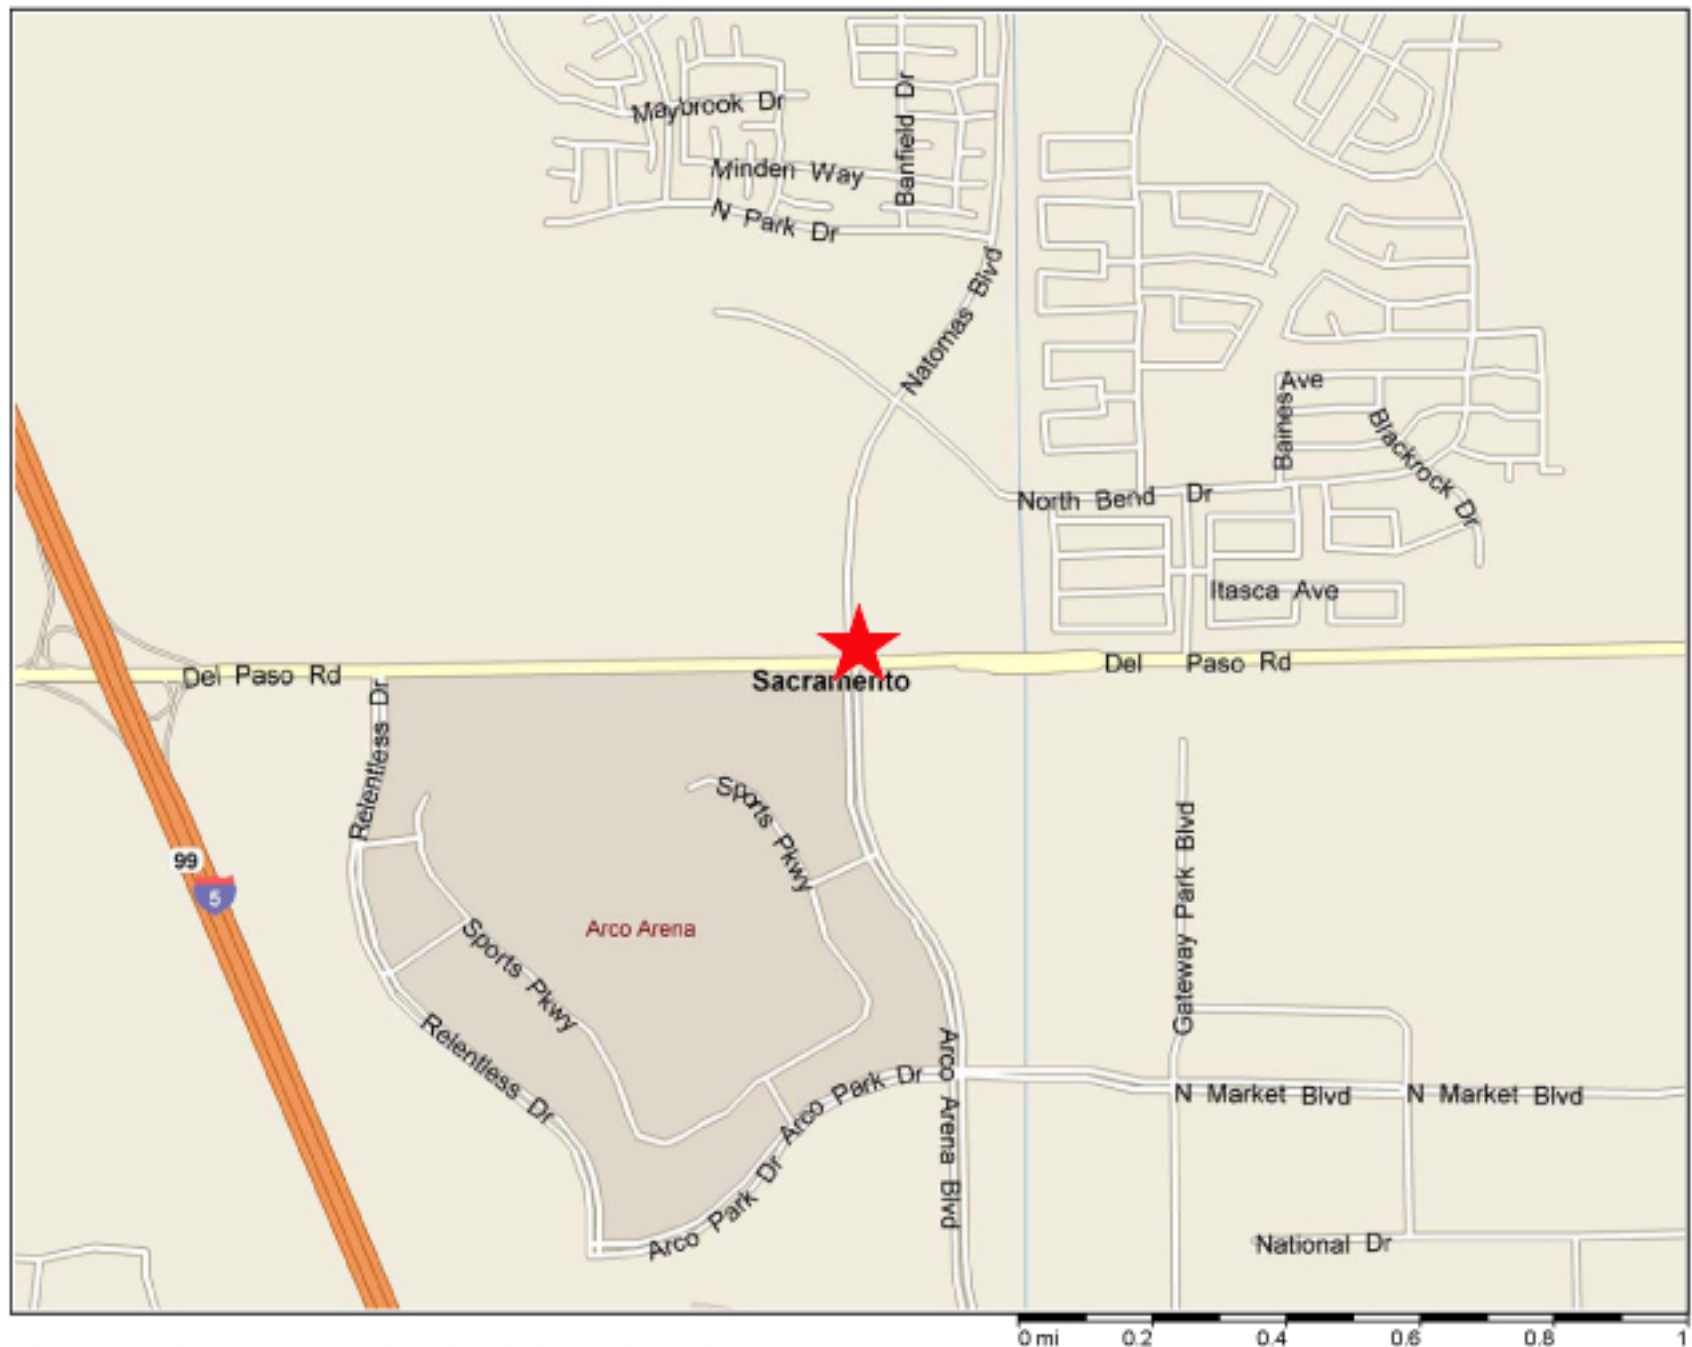 Maybrook Dr
Banfield Dr
Minden Way
N Park Dr
Natomas Blvd
Ave
Baines
Blackrock Dr
North Bend Dr
Itasca Ave
Del Paso Rd
Del Paso Rd
Sacramento
Relentless Dr
Sports Pkwy
Gateway Park Blvd
99
5
Arco Arena
Sports Pkwy
Relentless Dr
Arco Park Dr
Arco Arena Blvd
N Market Blvd
N Market Blvd
Arco Park Dr
National Dr
0 mi 0.2 0.4 0.6 0.8 1